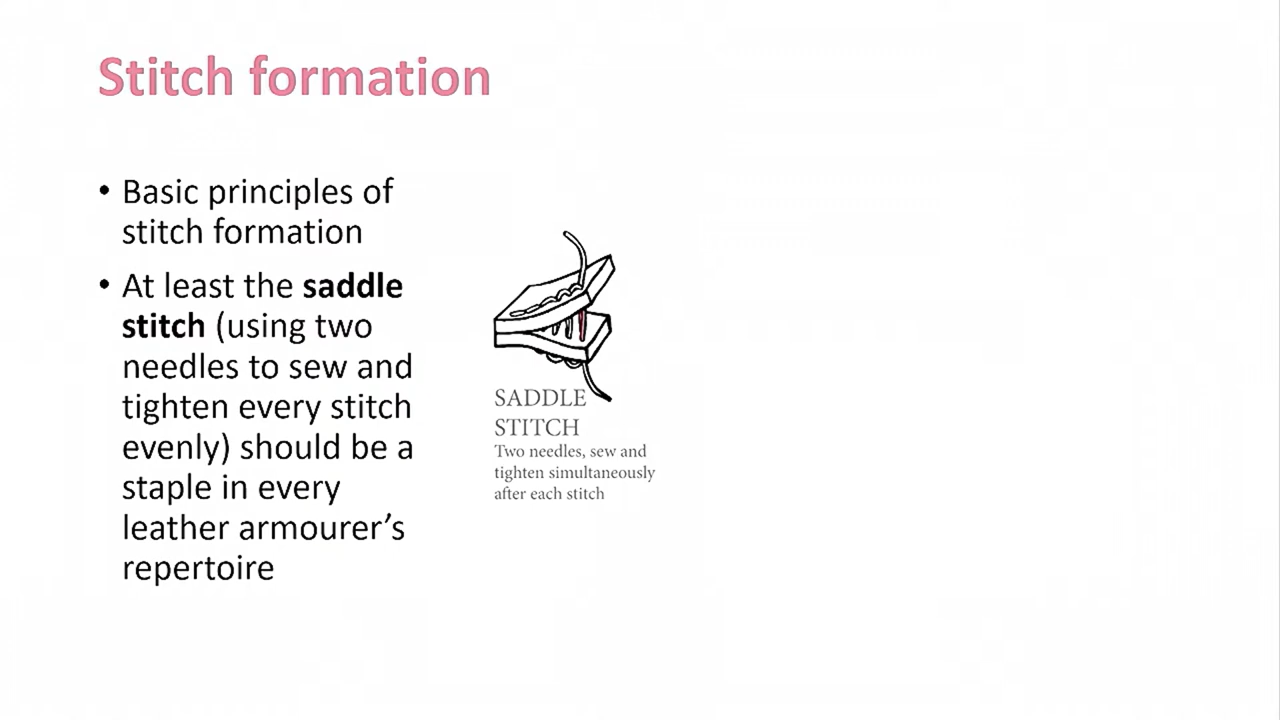 Stitch formation
• Basic principles of
stitch formation
• At least the saddle
stitch (using two
needles to sew and
tighten every stitch
evenly) should be a
staple in every
leather armourer’s
repertoire
SADDLE
STITCH
Two needles, sew and
tighten simultaneously
after each stitch